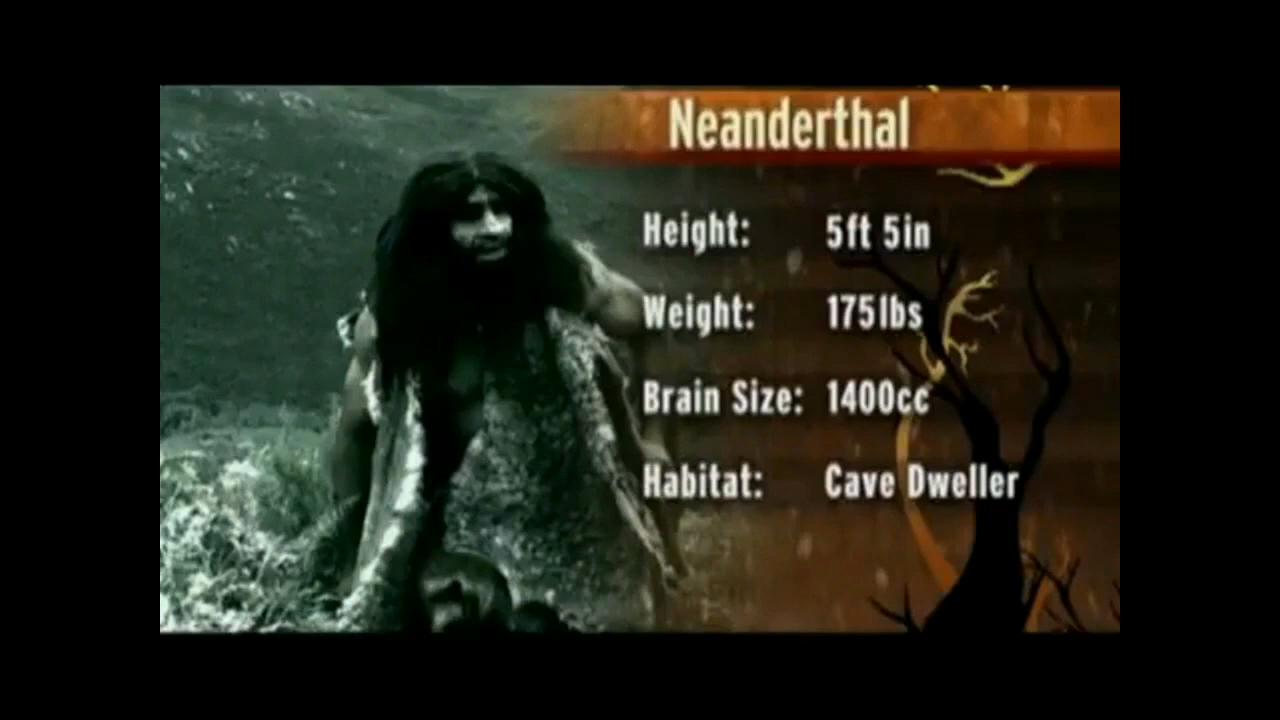 Neanderthal
Height: 5ft 5in
Weight: 175lbs
Brain Size: 1400cc
Habitat: Cave Dweller